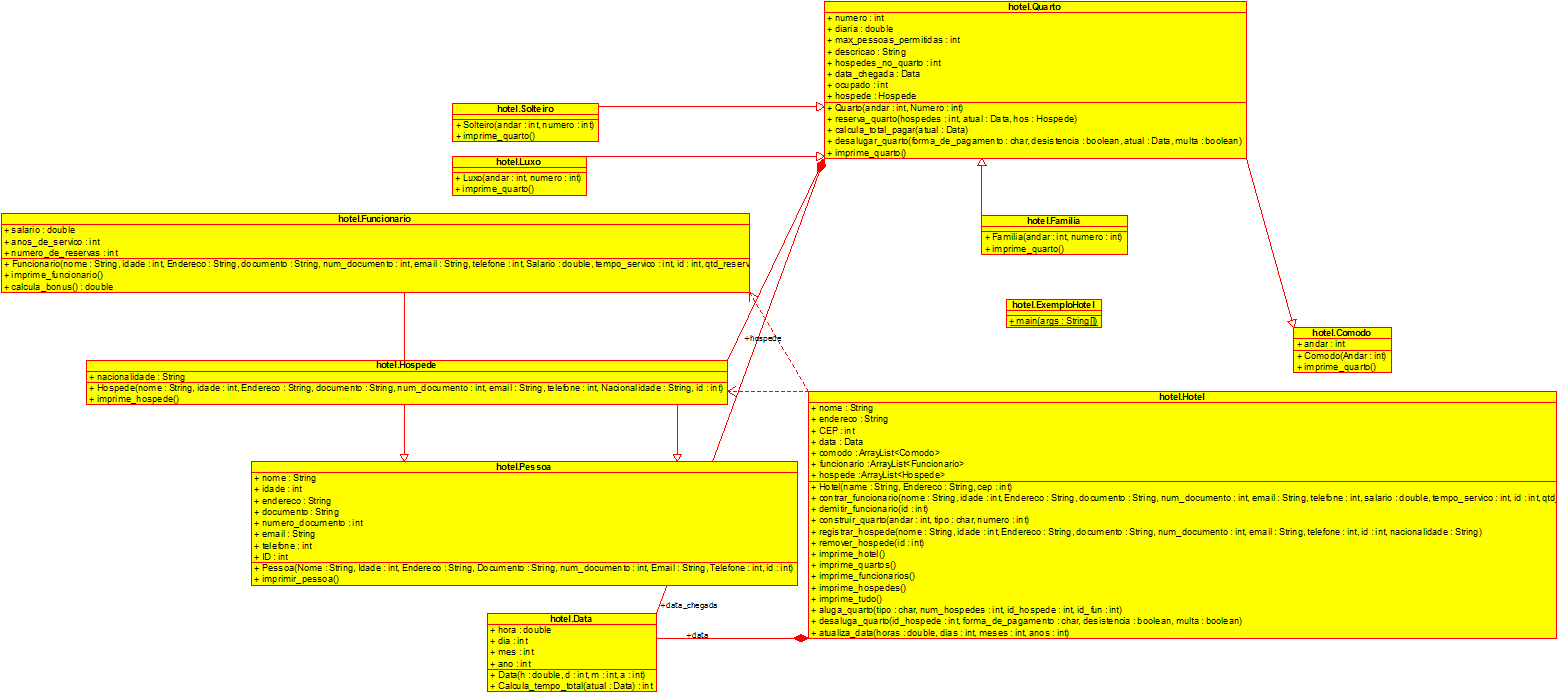 hotel.Quarto
+ numero : int
+ diaria : double
+ max_pessoas_permitidas : int
+ descricao : String
+ hospedes_no_quarto : int
+ data_chegada : Data
+ ocupado : int
+ hospede : Hospede
+ Quarto(andar : int, Numero : int)
+ reserva_quarto(hospedes : int, atual : Data, hos : Hospede)
+ calcula_total_pagar(atual : Data)
+ desalugar_quarto(forma_de_pagamento : char, desistencia : boolean, atual : Data, multa : boolean)
+ imprime_quarto()
hotel.Solteiro
+ Solteiro(andar : int, numero : int)
+ imprime_quarto()
hotel.Luxo
+ Luxo(andar : int, numero : int)
+ imprime_quarto()
hotel.Funcionario
+ salario : double
+ anos_de_servico : int
+ numero_de_reservas : int
+ Funcionario(nome : String, idade : int, Endereco : String, documento : String, num_documento : int, email : String, telefone : int, Salario : double, tempo_servico : int, id : int, qtd_reserv
+ imprime_funcionario()
+ calcula_bonus() : double
hotel.Familia
+ Familia(andar : int, numero : int)
+ imprime_quarto()
hotel.ExemploHotel
+ main(args : String[])
hotel.Comodo
+ andar : int
+ Comodo(Andar : int)
+ imprime_quarto()
+hospede
hotel.Hospede
+ nacionalidade : String
+ Hospede(nome : String, idade : int, Endereco : String, documento : String, num_documento : int, email : String, telefone : int, Nacionalidade : String, id : int)
+ imprime_hospede()
hotel.Hotel
+ nome : String
+ endereco : String
+ CEP : int
+ data : Data
+ comodo : ArrayList<Comodo>
+ funcionario : ArrayList<Funcionario>
+ hospede : ArrayList<Hospede>
+ Hotel(name : String, Endereco : String, cep : int)
+ contrar_funcionario(nome : String, idade : int, Endereco : String, documento : String, num_documento : int, email : String, telefone : int, salario : double, tempo_servico : int, id : int, qtd_
+ demitir_funcionario(id : int)
+ construir_quarto(andar : int, tipo : char, numero : int)
+ registrar_hospede(nome : String, idade : int, Endereco : String, documento : String, num_documento : int, email : String, telefone : int, id : int, nacionalidade : String)
+ remover_hospede(id : int)
+ imprime_hotel()
+ imprime_quartos()
+ imprime_funcionarios()
+ imprime_hospedes()
+ imprime_tudo()
+ aluga_quarto(tipo : char, num_hospedes : int, id_hospede : int, id_fun : int)
+ desaluga_quarto(id_hospede : int, forma_de_pagamento : char, desistencia : boolean, multa : boolean)
+ atualiza_data(horas : double, dias : int, meses : int, anos : int)
hotel.Pessoa
+ nome : String
+ idade : int
+ endereco : String
+ documento : String
+ numero_documento : int
+ email : String
+ telefone : int
+ ID : int
+ Pessoa(Nome : String, Idade : int, Endereco : String, Documento : String, num_documento : int, Email : String, Telefone : int, id : int)
+ imprimir_pessoa()
+data_chegada
hotel.Data
+ hora : double
+ dia : int
+ mes : int
+ ano : int
+ Data(h : double, d : int, m : int, a : int)
+ Calcula_tempo_total(atual : Data) : int
+data